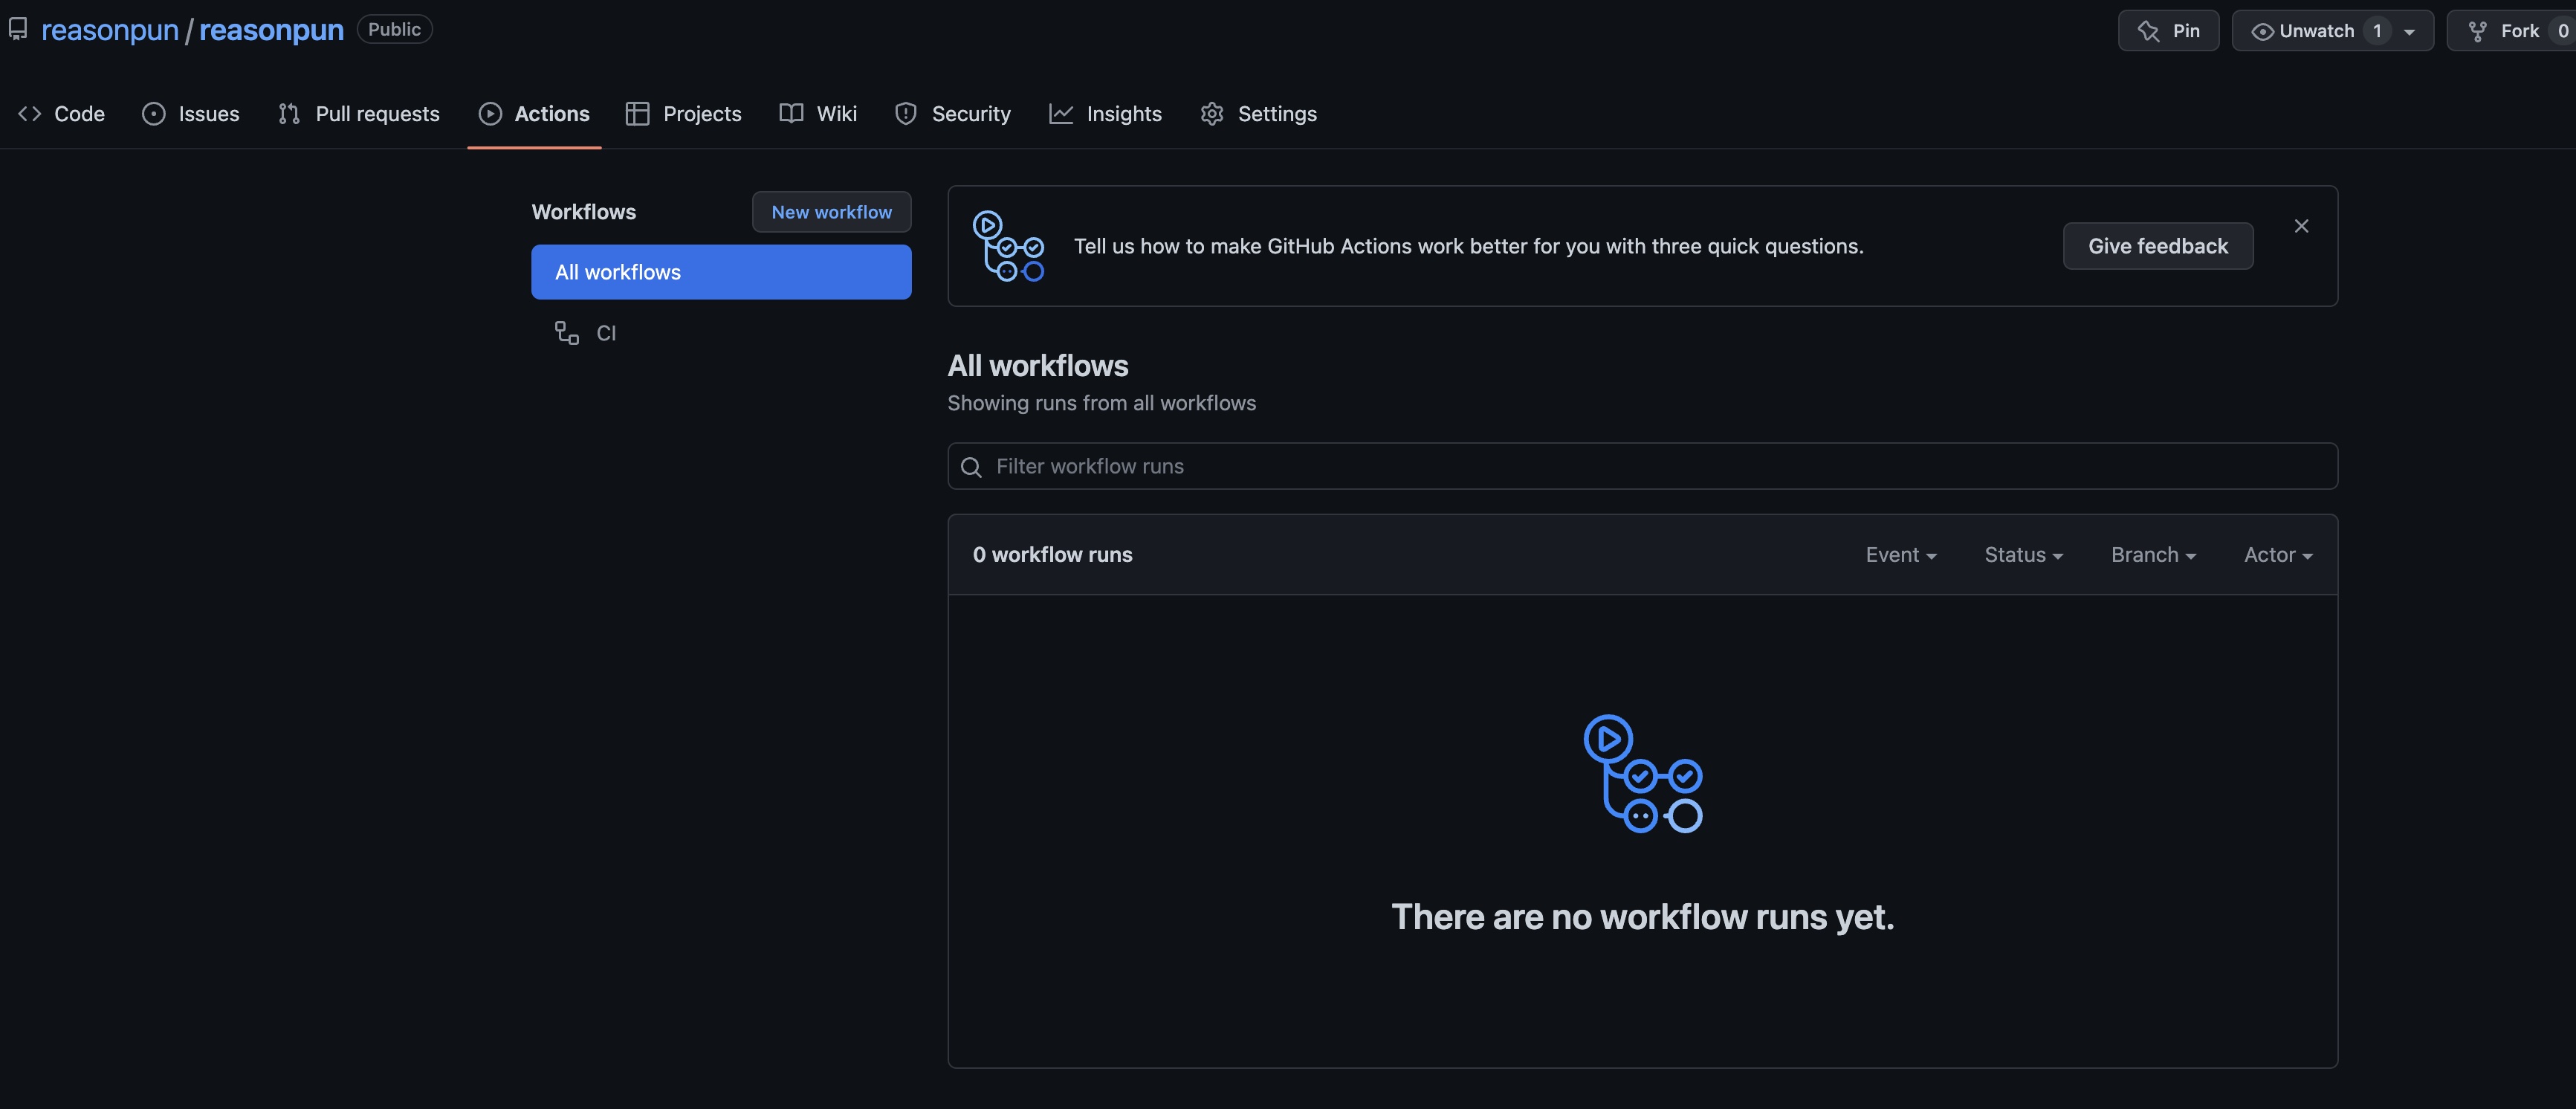 reasonpun / reasonpun Public
Pin Unwatch 1 Fork 0
Code Issues Pull requests Actions Projects Wiki Security Insights Settings
Workflows New workflow
All workflows
CI
Tell us how to make GitHub Actions work better for you with three quick questions. Give feedback
All workflows
Showing runs from all workflows
Filter workflow runs
0 workflow runs Event Status Branch Actor
There are no workflow runs yet.